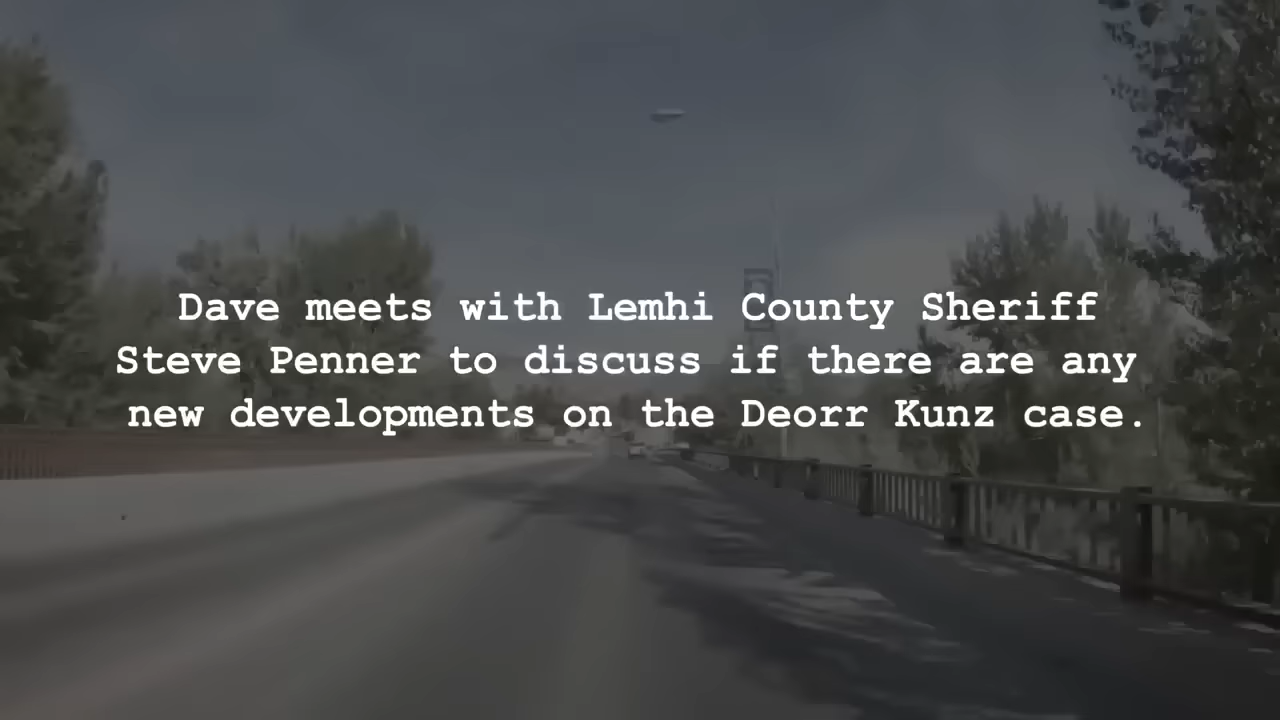 Dave meets with Lemhi County Sheriff
Steve Penner to discuss if there are any
new developments on the Deorr Kunz case.